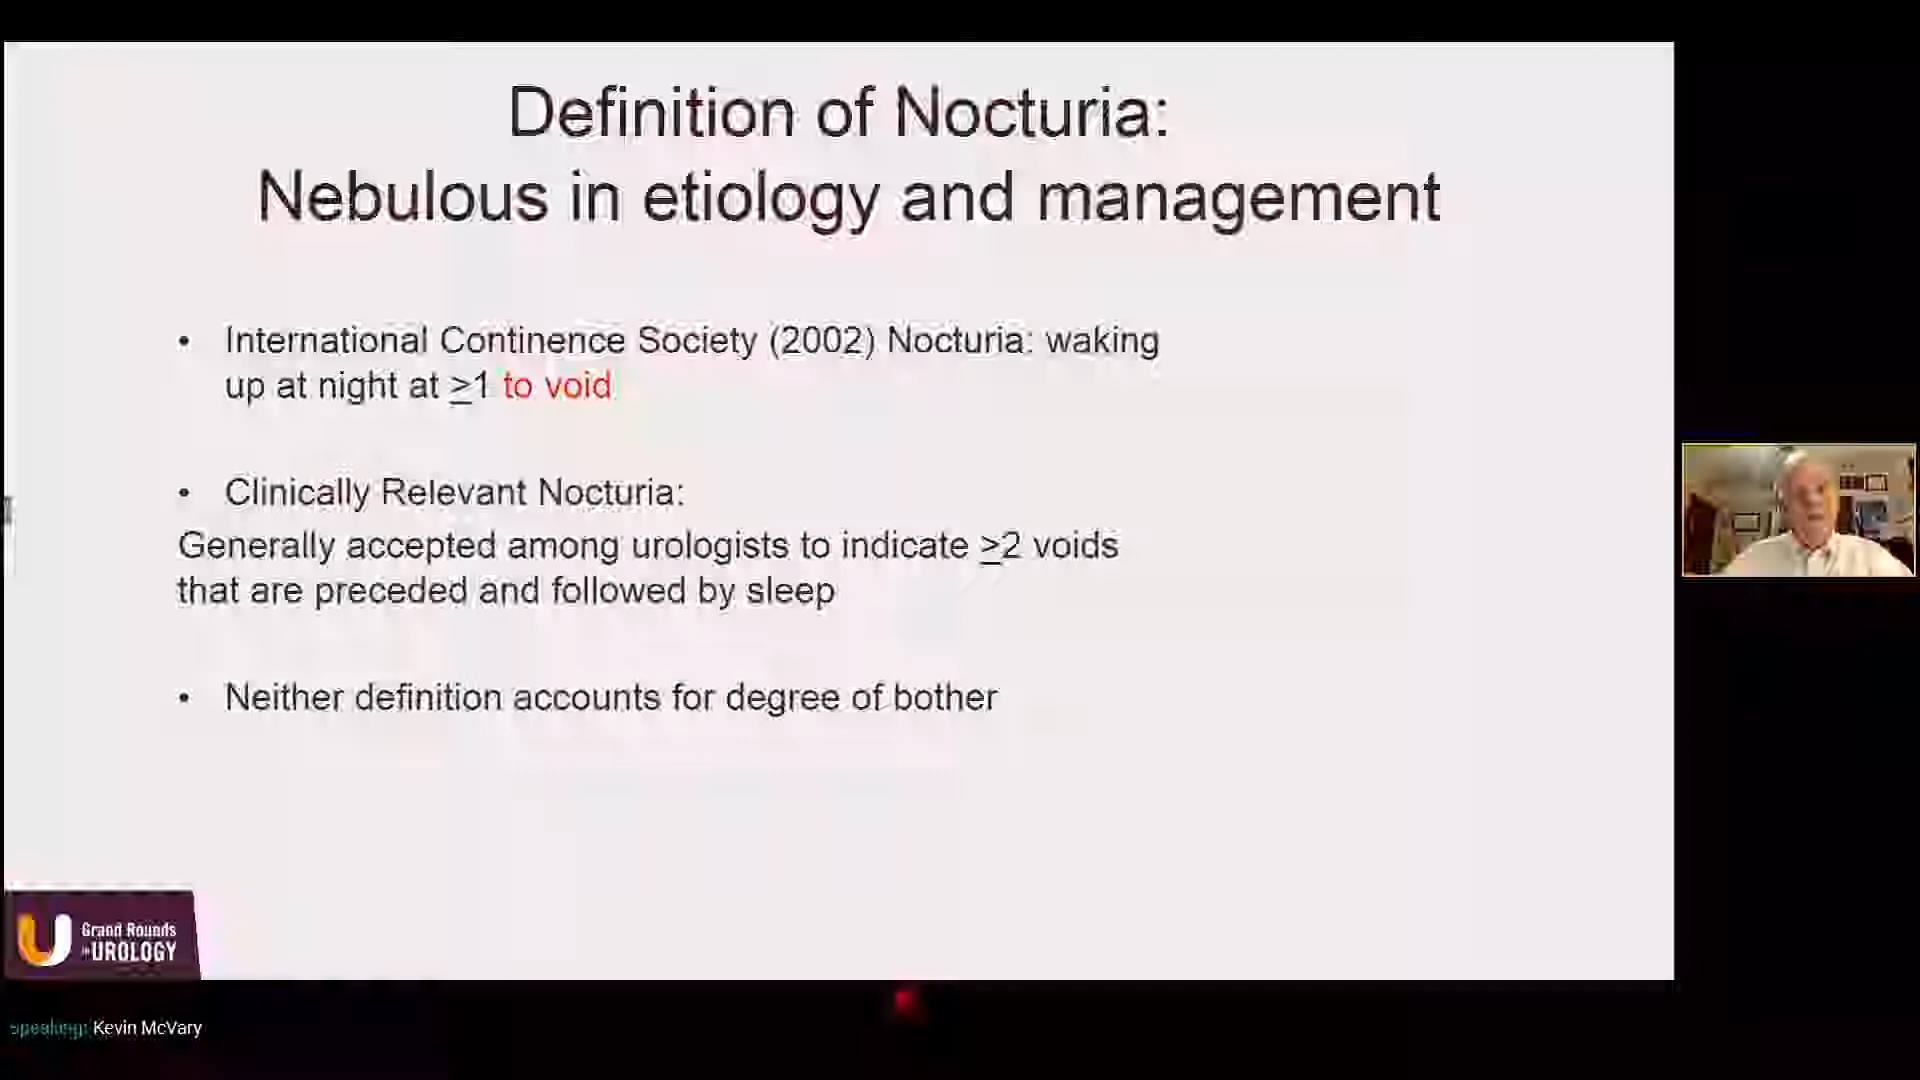 Definition of Nocturia:
Nebulous in etiology and management
• International Continence Society (2002) Nocturia: waking
up at night at >1 to void
• Clinically Relevant Nocturia:
Generally accepted among urologists to indicate >2 voids
that are preceded and followed by sleep
• Neither definition accounts for degree of bother
Grand Rounds
in UROLOGY
Speaking: Kevin McVary